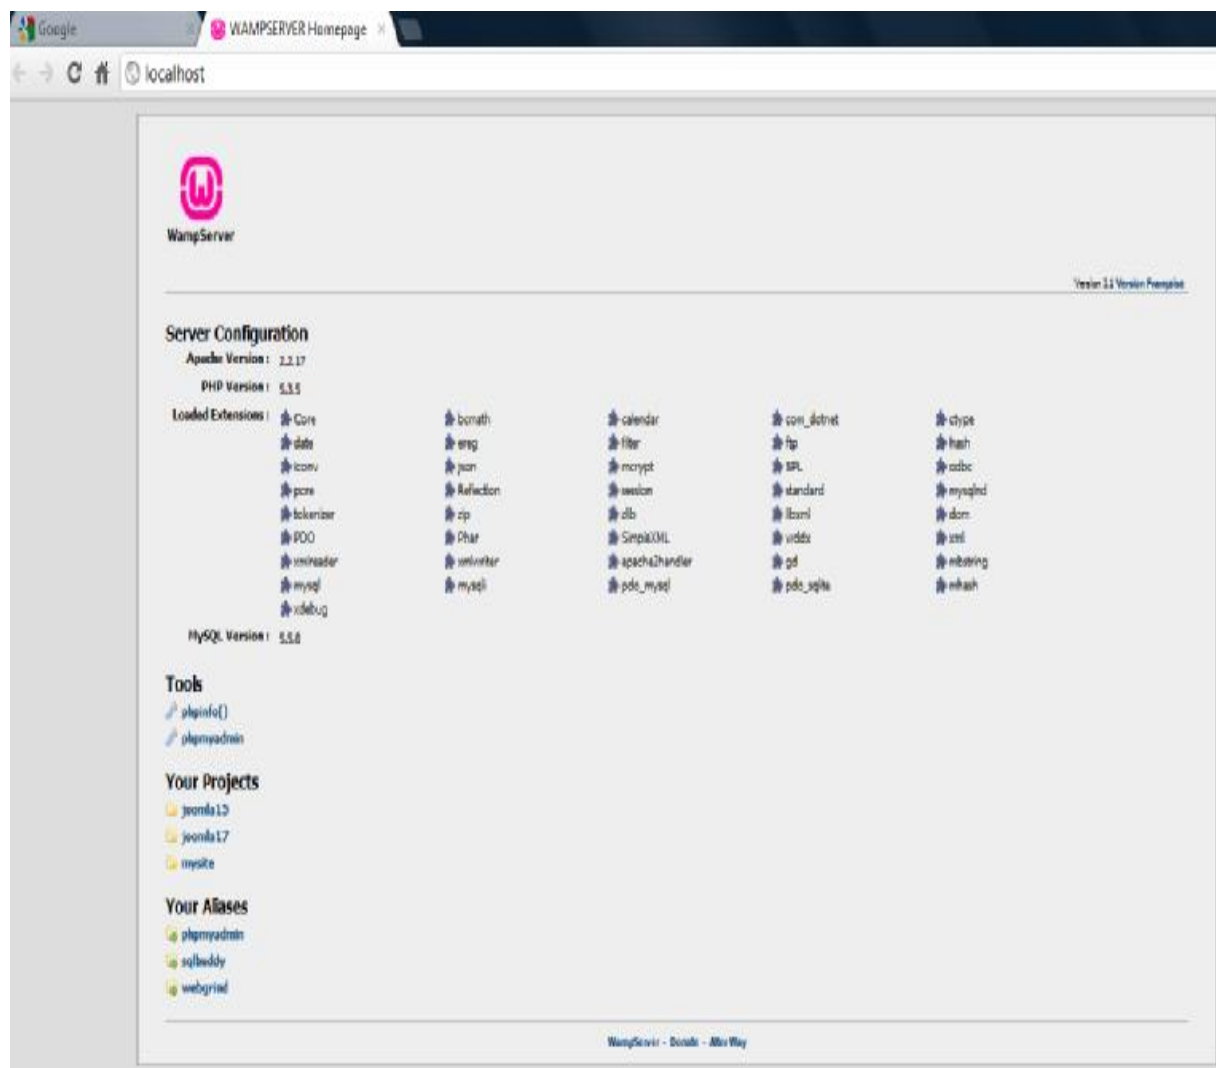 Google
WAMPSERVER Homepage
localhost
WampServer
Version Française
Server Configuration
Apache Version : 2.2.17
PHP Version : 5.3.5
Loaded Extensions : Core bcmath calendar com_dotnet ctype
date ereg filter ftp hash
iconv json mcrypt SPL odbc
pcre Reflection session standard mysqlnd
tokenizer zip zlib libxml dom
PDO Phar SimpleXML wddx xml
xmlreader xmlwriter apache2handler gd mbstring
mysql mysqli pdo_mysql pdo_sqlite mhash
xdebug
MySQL Version : 5.5.8
Tools
phpinfo()
phpmyadmin
Your Projects
joomla15
joomla17
mysite
Your Aliases
phpmyadmin
sqlbuddy
webgrind
WampServer - Donate - Alter Way